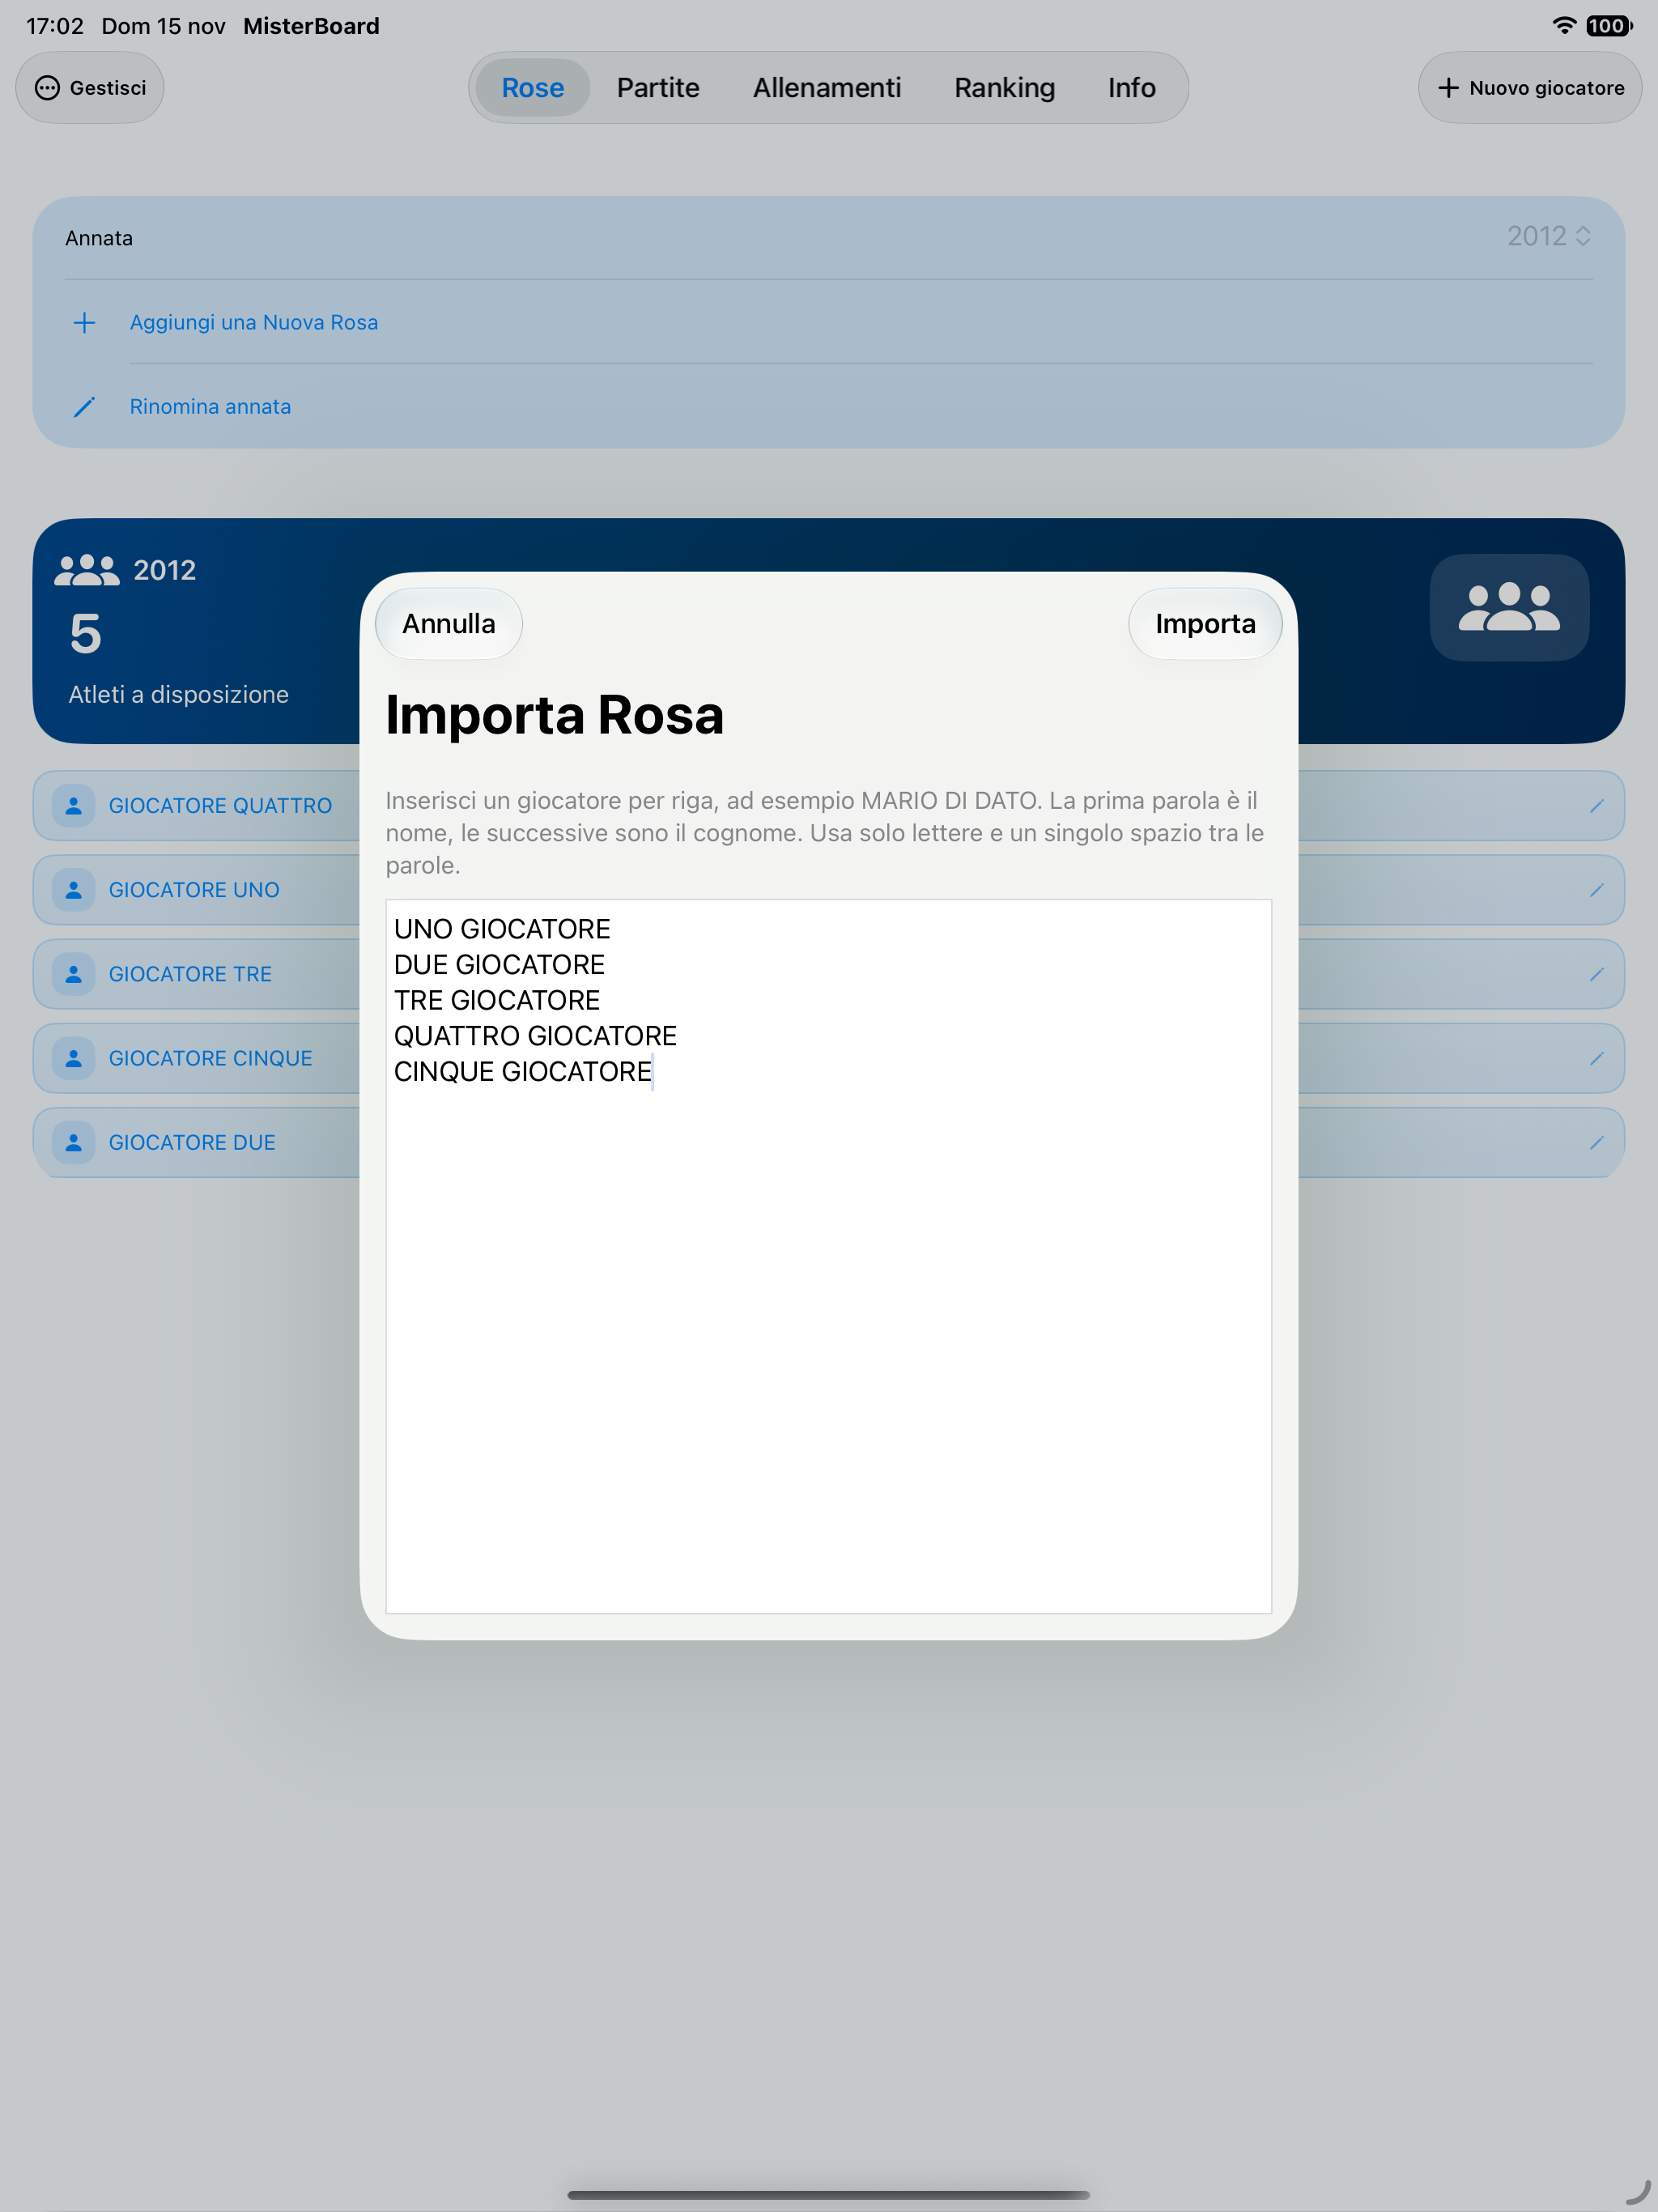 17:02 Dom 15 nov MisterBoard 100
Gestisci
Rose Partite Allenamenti Ranking Info
Nuovo giocatore
Annata 2012
Aggiungi una Nuova Rosa
Rinomina annata
2012
5
Atleti a disposizione
GIOCATORE QUATTRO
GIOCATORE UNO
GIOCATORE TRE
GIOCATORE CINQUE
GIOCATORE DUE
Annulla Importa
Importa Rosa
Inserisci un giocatore per riga, ad esempio MARIO DI DATO. La prima parola è il
nome, le successive sono il cognome. Usa solo lettere e un singolo spazio tra le
parole.
UNO GIOCATORE
DUE GIOCATORE
TRE GIOCATORE
QUATTRO GIOCATORE
CINQUE GIOCATORE